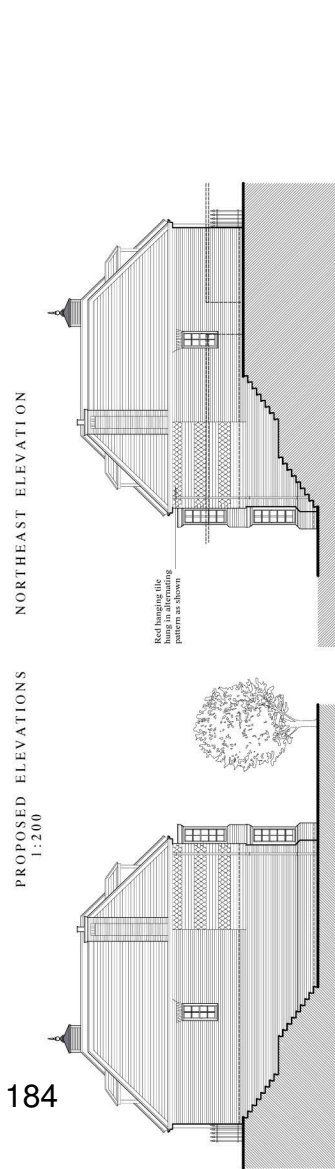 PROPOSED ELEVATIONS
1:200
NORTHEAST ELEVATION
Red hanging tile
hung in alternating
pattern as shown
184